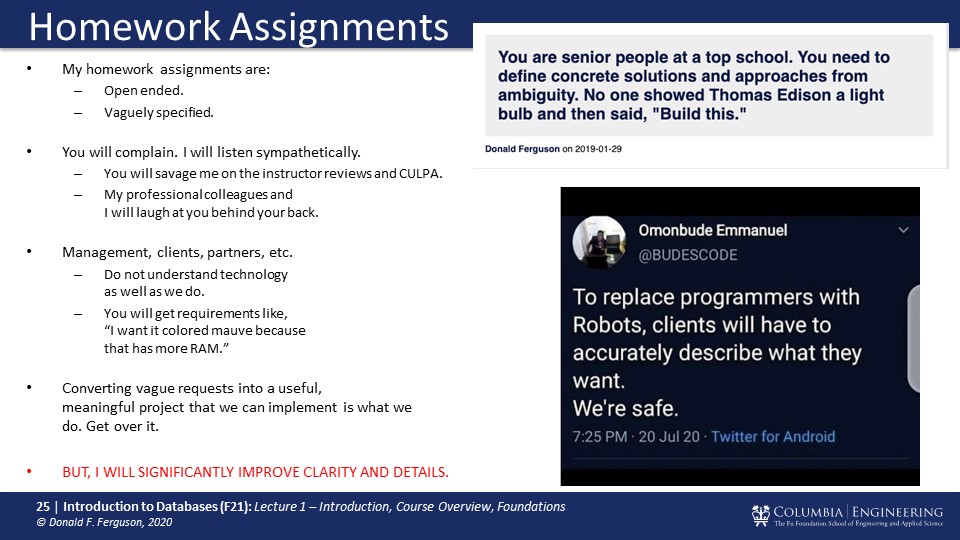 Homework Assignments
• My homework assignments are:
– Open ended.
– Vaguely specified.
• You will complain. I will listen sympathetically.
– You will savage me on the instructor reviews and CULPA.
– My professional colleagues and
I will laugh at you behind your back.
• Management, clients, partners, etc.
– Do not understand technology
as well as we do.
– You will get requirements like,
“I want it colored mauve because
that has more RAM.”
• Converting vague requests into a useful,
meaningful project that we can implement is what we
do. Get over it.
• BUT, I WILL SIGNIFICANTLY IMPROVE CLARITY AND DETAILS.
You are senior people at a top school. You need to
define concrete solutions and approaches from
ambiguity. No one showed Thomas Edison a light
bulb and then said, "Build this."
Donald Ferguson on 2019-01-29
Omonbude Emmanuel
@BUDESCODE
To replace programmers with
Robots, clients will have to
accurately describe what they
want.
We're safe.
7:25 PM · 20 Jul 20 · Twitter for Android
25 | Introduction to Databases (F21): Lecture 1 – Introduction, Course Overview, Foundations
© Donald F. Ferguson, 2020
COLUMBIA | ENGINEERING
The Fu Foundation School of Engineering and Applied Science